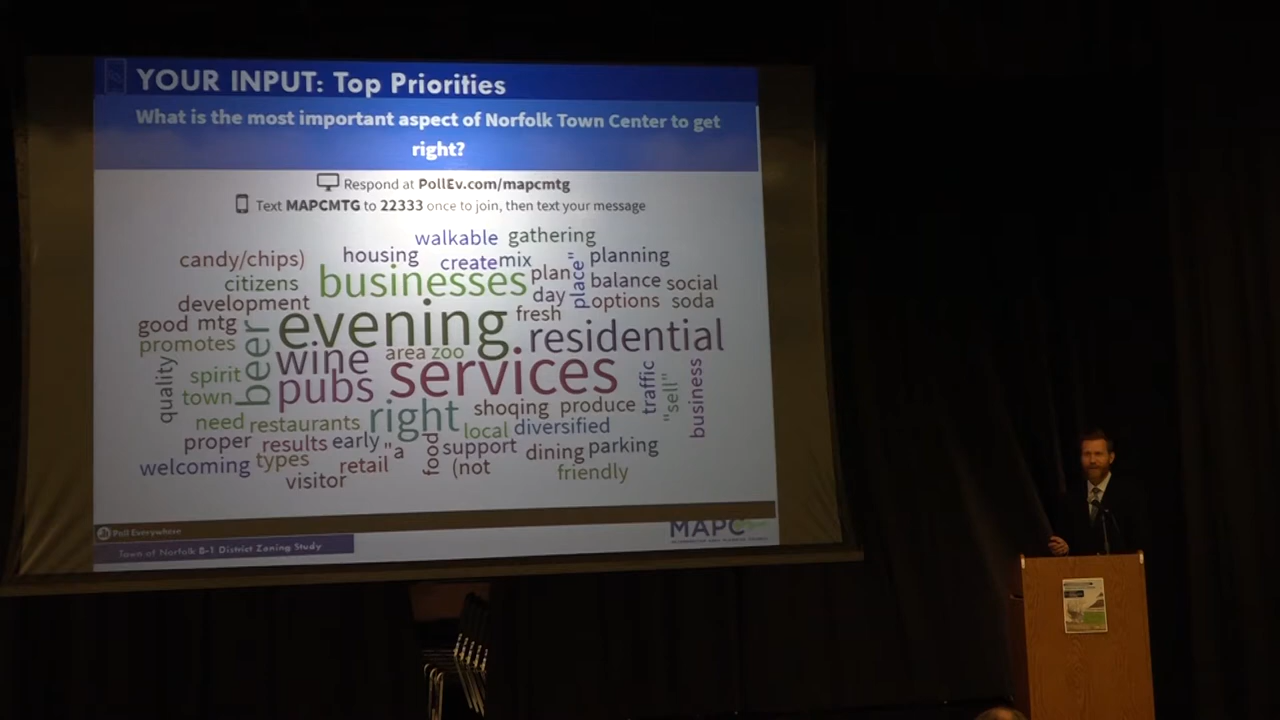 YOUR INPUT: Top Priorities
What is the most important aspect of Norfolk Town Center to get
right?
Respond at PollEv.com/mapcmtg
Text MAPCMTG to 22333 once to join, then text your message
walkable gathering
candy/chips) housing createmix place" planning
citizens businesses plan balance social
development day options soda
good mtg evening fresh
promotes beer wine area zoo residential
quality spirit pubs services traffic "sell" business
town right shoqing produce
need restaurants local diversified
proper results early "a food support dining parking
welcoming types retail (not friendly
visitor
Poll Everywhere
MAPC
Town of Norfolk B-1 District Zoning Study